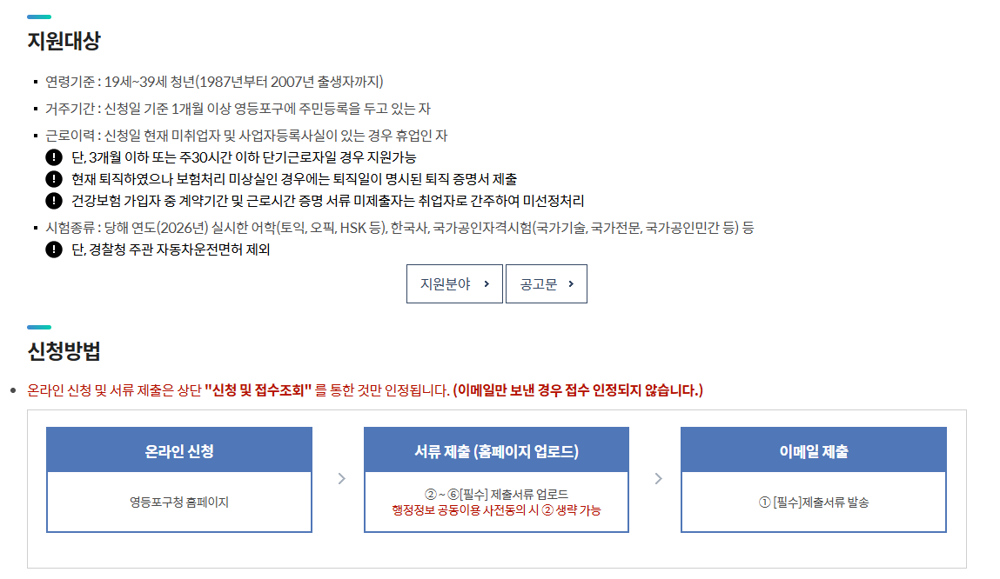 지원대상
연령기준 : 19세~39세 청년(1987년부터 2007년 출생자까지)
거주기간 : 신청일 기준 1개월 이상 영등포구에 주민등록을 두고 있는 자
근로이력 : 신청일 현재 미취업자 및 사업자등록사실이 있는 경우 휴업인 자
단, 3개월 이하 또는 주30시간 이하 단기근로자일 경우 지원가능
현재 퇴직하였으나 보험처리 미상실인 경우에는 퇴직일이 명시된 퇴직 증명서 제출
건강보험 가입자 중 계약기간 및 근로시간 증명 서류 미제출자는 취업자로 간주하여 미선정처리
시험종류 : 당해 연도(2026년) 실시한 어학(토익, 오픽, HSK 등), 한국사, 국가공인자격시험(국가기술, 국가전문, 국가공인민간 등) 등
단, 경찰청 주관 자동차운전면허 제외
지원분야 공고문
신청방법
온라인 신청 및 서류 제출은 상단 "신청 및 접수조회" 를 통한 것만 인정됩니다. (이메일만 보낸 경우 접수 인정되지 않습니다.)
온라인 신청
영등포구청 홈페이지
서류 제출 (홈페이지 업로드)
②~⑥[필수] 제출서류 업로드
행정정보 공동이용 사전동의 시 ② 생략 가능
이메일 제출
① [필수]제출서류 발송